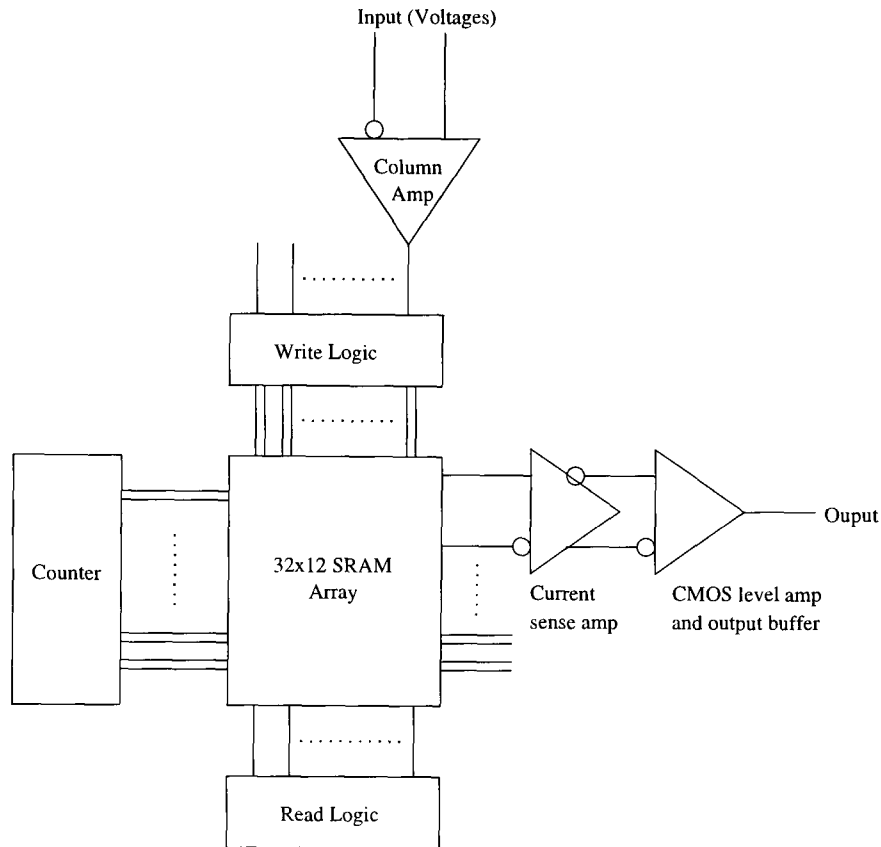 Input (Voltages)
Column
Amp
Write Logic
Counter
32x12 SRAM
Array
Current
sense amp
CMOS level amp
and output buffer
Ouput
Read Logic